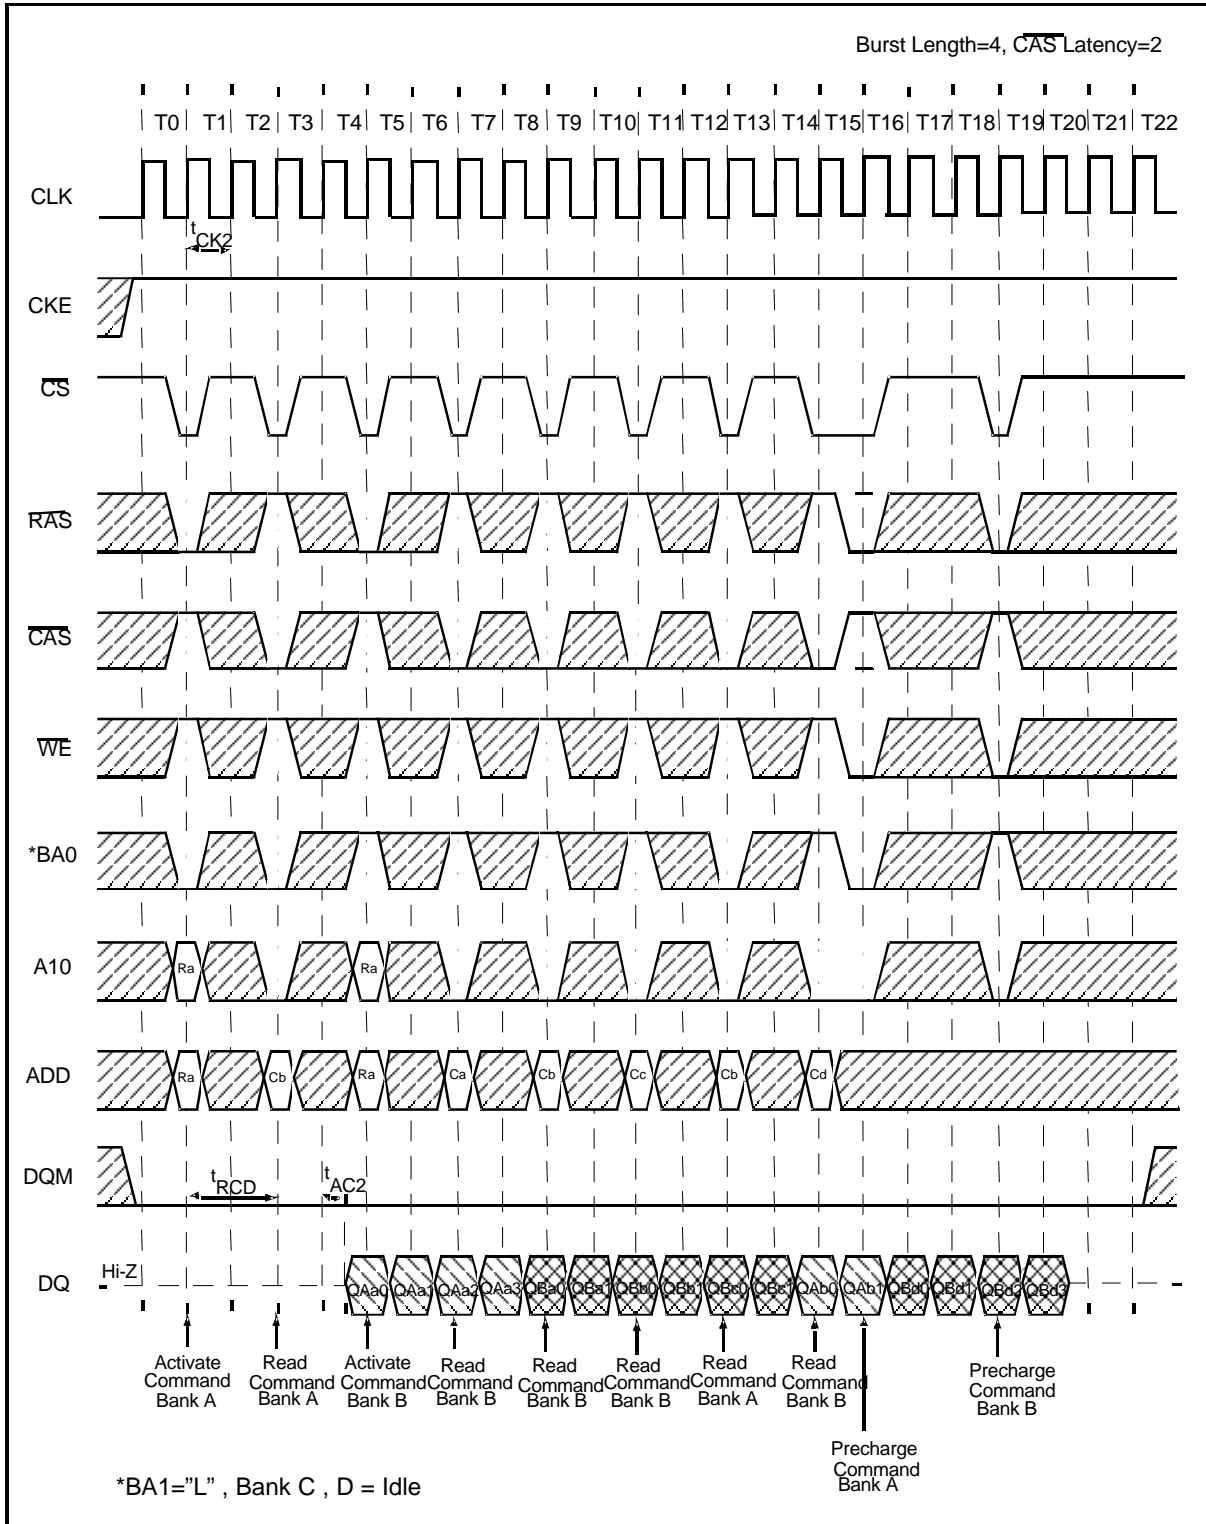 Burst Length=4, CAS Latency=2
T0 T1 T2 T3 T4 T5 T6 T7 T8 T9 T10 T11 T12 T13 T14 T15 T16 T17 T18 T19 T20 T21 T22
CLK
tCK2
CKE
CS
RAS
CAS
WE
*BA0
A10
Ra Ra
ADD
Ra Cb Ra Ca Cb Cc Cb Cd
DQM
tRCD
tAC2
DQ
Hi-Z
QAa0 QAa1 QAa2 QAa3 QBa0 QBa1 QBb0 QBb1 QBc0 QBc1 QAb0 QAb1 QBd0 QBd1 QBd2 QBd3
Activate
Command
Bank A
Read
Command
Bank A
Activate
Command
Bank B
Read
Command
Bank B
Read
Command
Bank B
Read
Command
Bank B
Read
Command
Bank A
Read
Command
Bank B
Precharge
Command
Bank A
Precharge
Command
Bank B
*BA1=”L” , Bank C , D = Idle